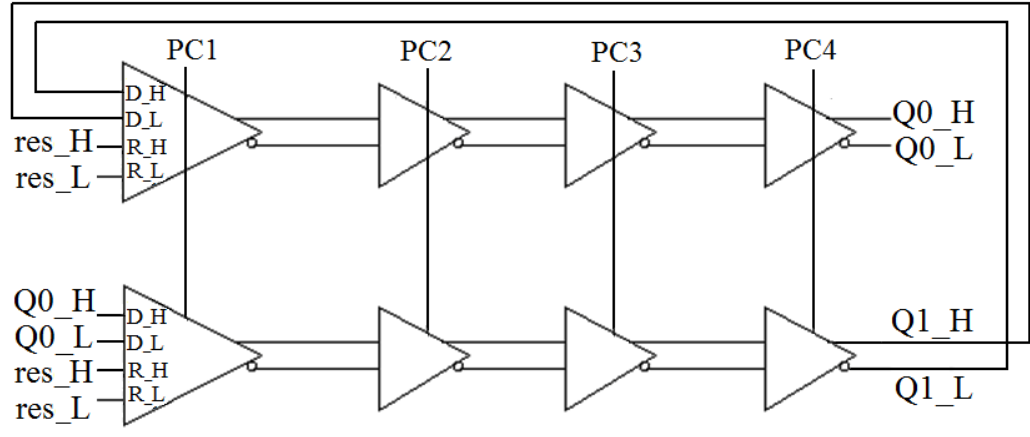 PC1 PC2 PC3 PC4
D_H
D_L
res_H R_H
res_L R_L
Q0_H
Q0_L
Q0_H D_H
Q0_L D_L
res_H R_H
res_L R_L
Q1_H
Q1_L